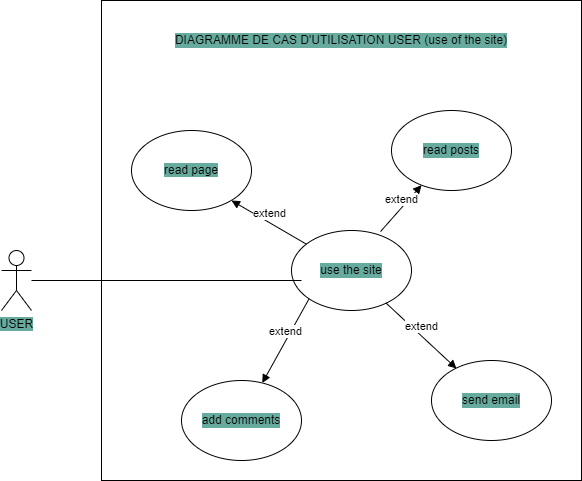 DIAGRAMME DE CAS D'UTILISATION USER (use of the site)
read posts
read page
extend
extend
use the site
USER
extend
extend
send email
add comments